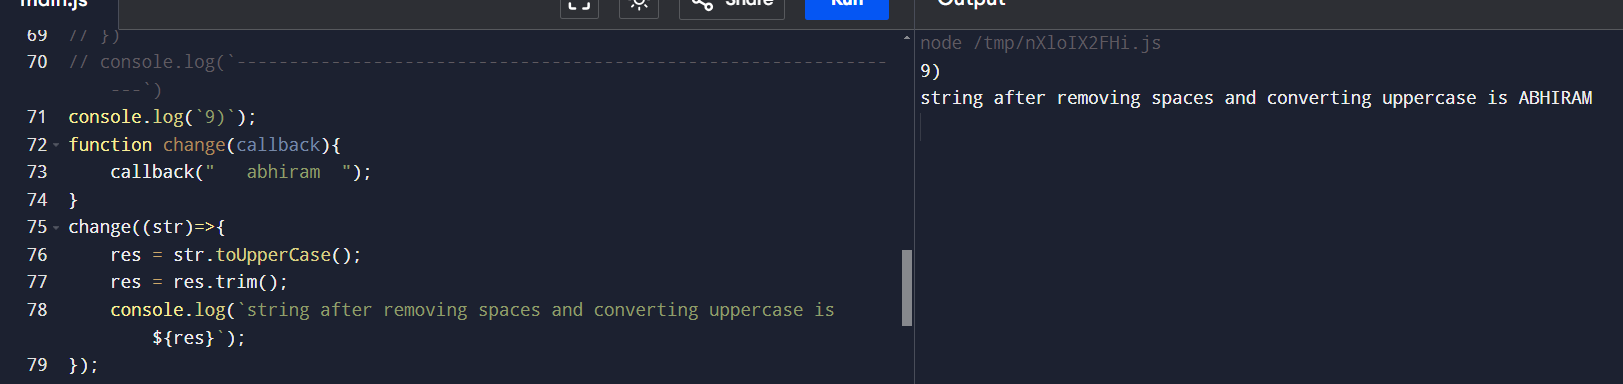 main.js
Share
Run
Output
69 // })
70 // console.log(`--------------------------------------------------------------
---`)
71 console.log(`9)`);
72 function change(callback){
73 callback("   abhiram  ");
74 }
75 change((str)=>{
76 res = str.toUpperCase();
77 res = res.trim();
78 console.log(`string after removing spaces and converting uppercase is
${res}`);
79 });
node /tmp/nXloIX2FHi.js
9)
string after removing spaces and converting uppercase is ABHIRAM